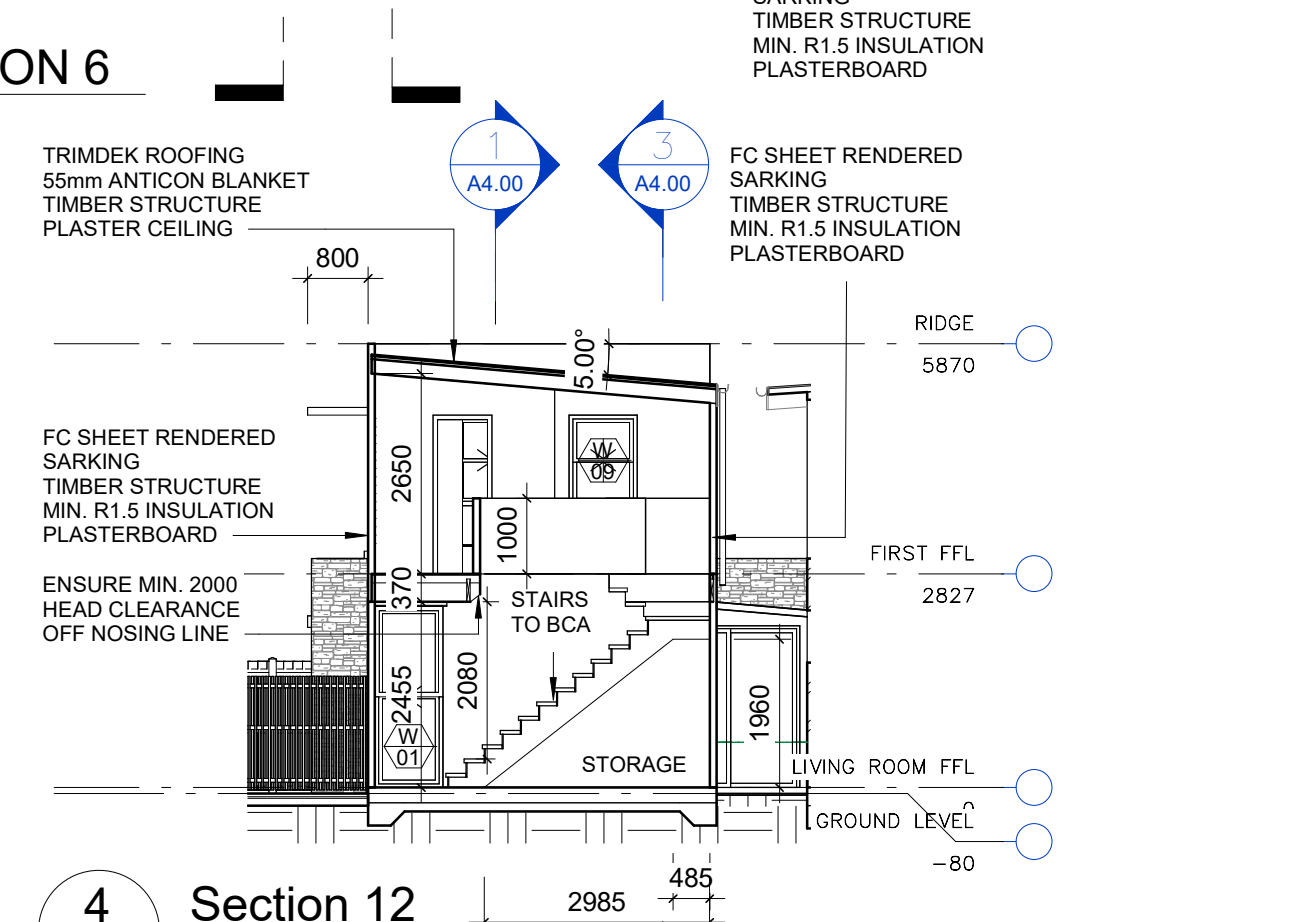 SARKING
TIMBER STRUCTURE
MIN. R1.5 INSULATION
PLASTERBOARD
ON 6
TRIMDEK ROOFING
55mm ANTICON BLANKET
TIMBER STRUCTURE
PLASTER CEILING
1
A4.00
3
A4.00
FC SHEET RENDERED
SARKING
TIMBER STRUCTURE
MIN. R1.5 INSULATION
PLASTERBOARD
800
RIDGE
5870
5.00°
FC SHEET RENDERED
SARKING
TIMBER STRUCTURE
MIN. R1.5 INSULATION
PLASTERBOARD
2650
W
09
1000
FIRST FFL
2827
ENSURE MIN. 2000
HEAD CLEARANCE
OFF NOSING LINE
370
STAIRS
TO BCA
2455
2080
1960
W
01
STORAGE
LIVING ROOM FFL
0
GROUND LEVEL
-80
485
2985
4
Section 12